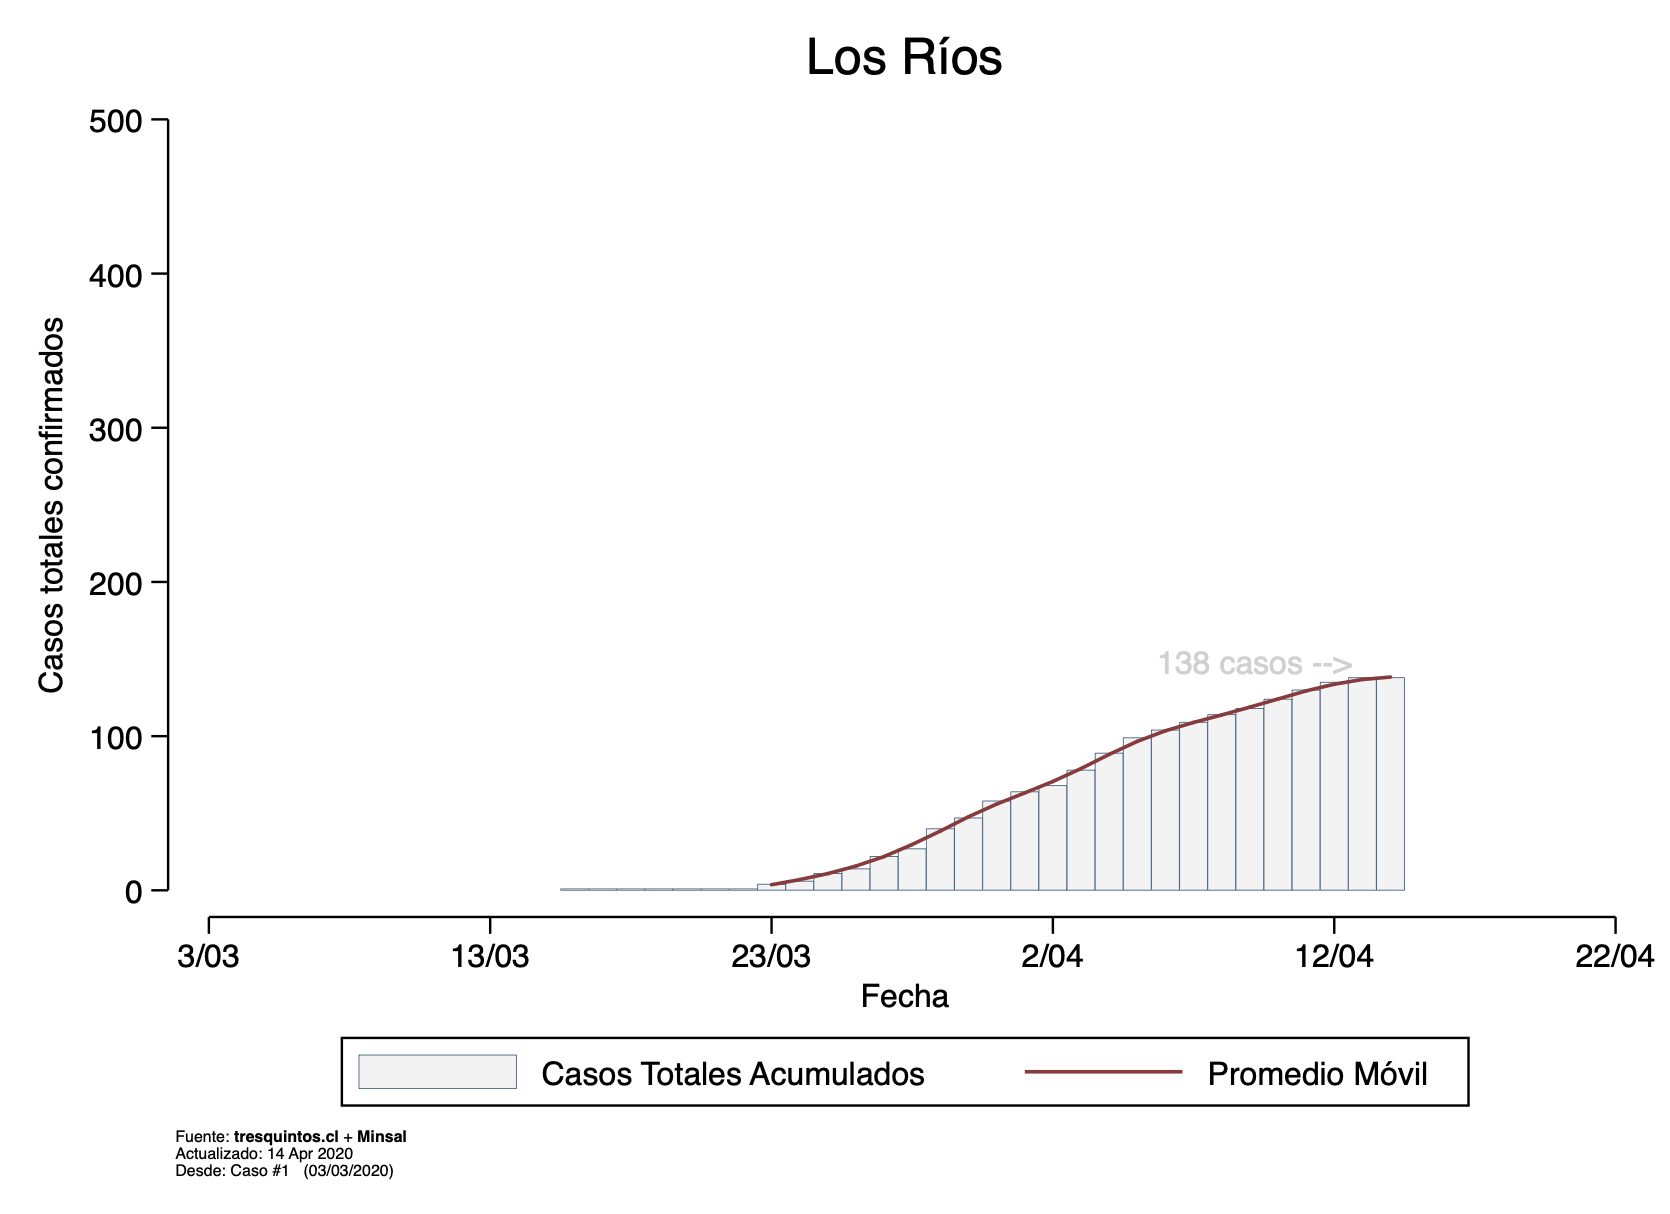 Los Ríos
500
400
300
200
100
0
Casos totales confirmados
138 casos -->
3/03 13/03 23/03 2/04 12/04 22/04
Fecha
Casos Totales Acumulados Promedio Móvil
Fuente: tresquintos.cl + Minsal
Actualizado: 14 Apr 2020
Desde: Caso #1 (03/03/2020)